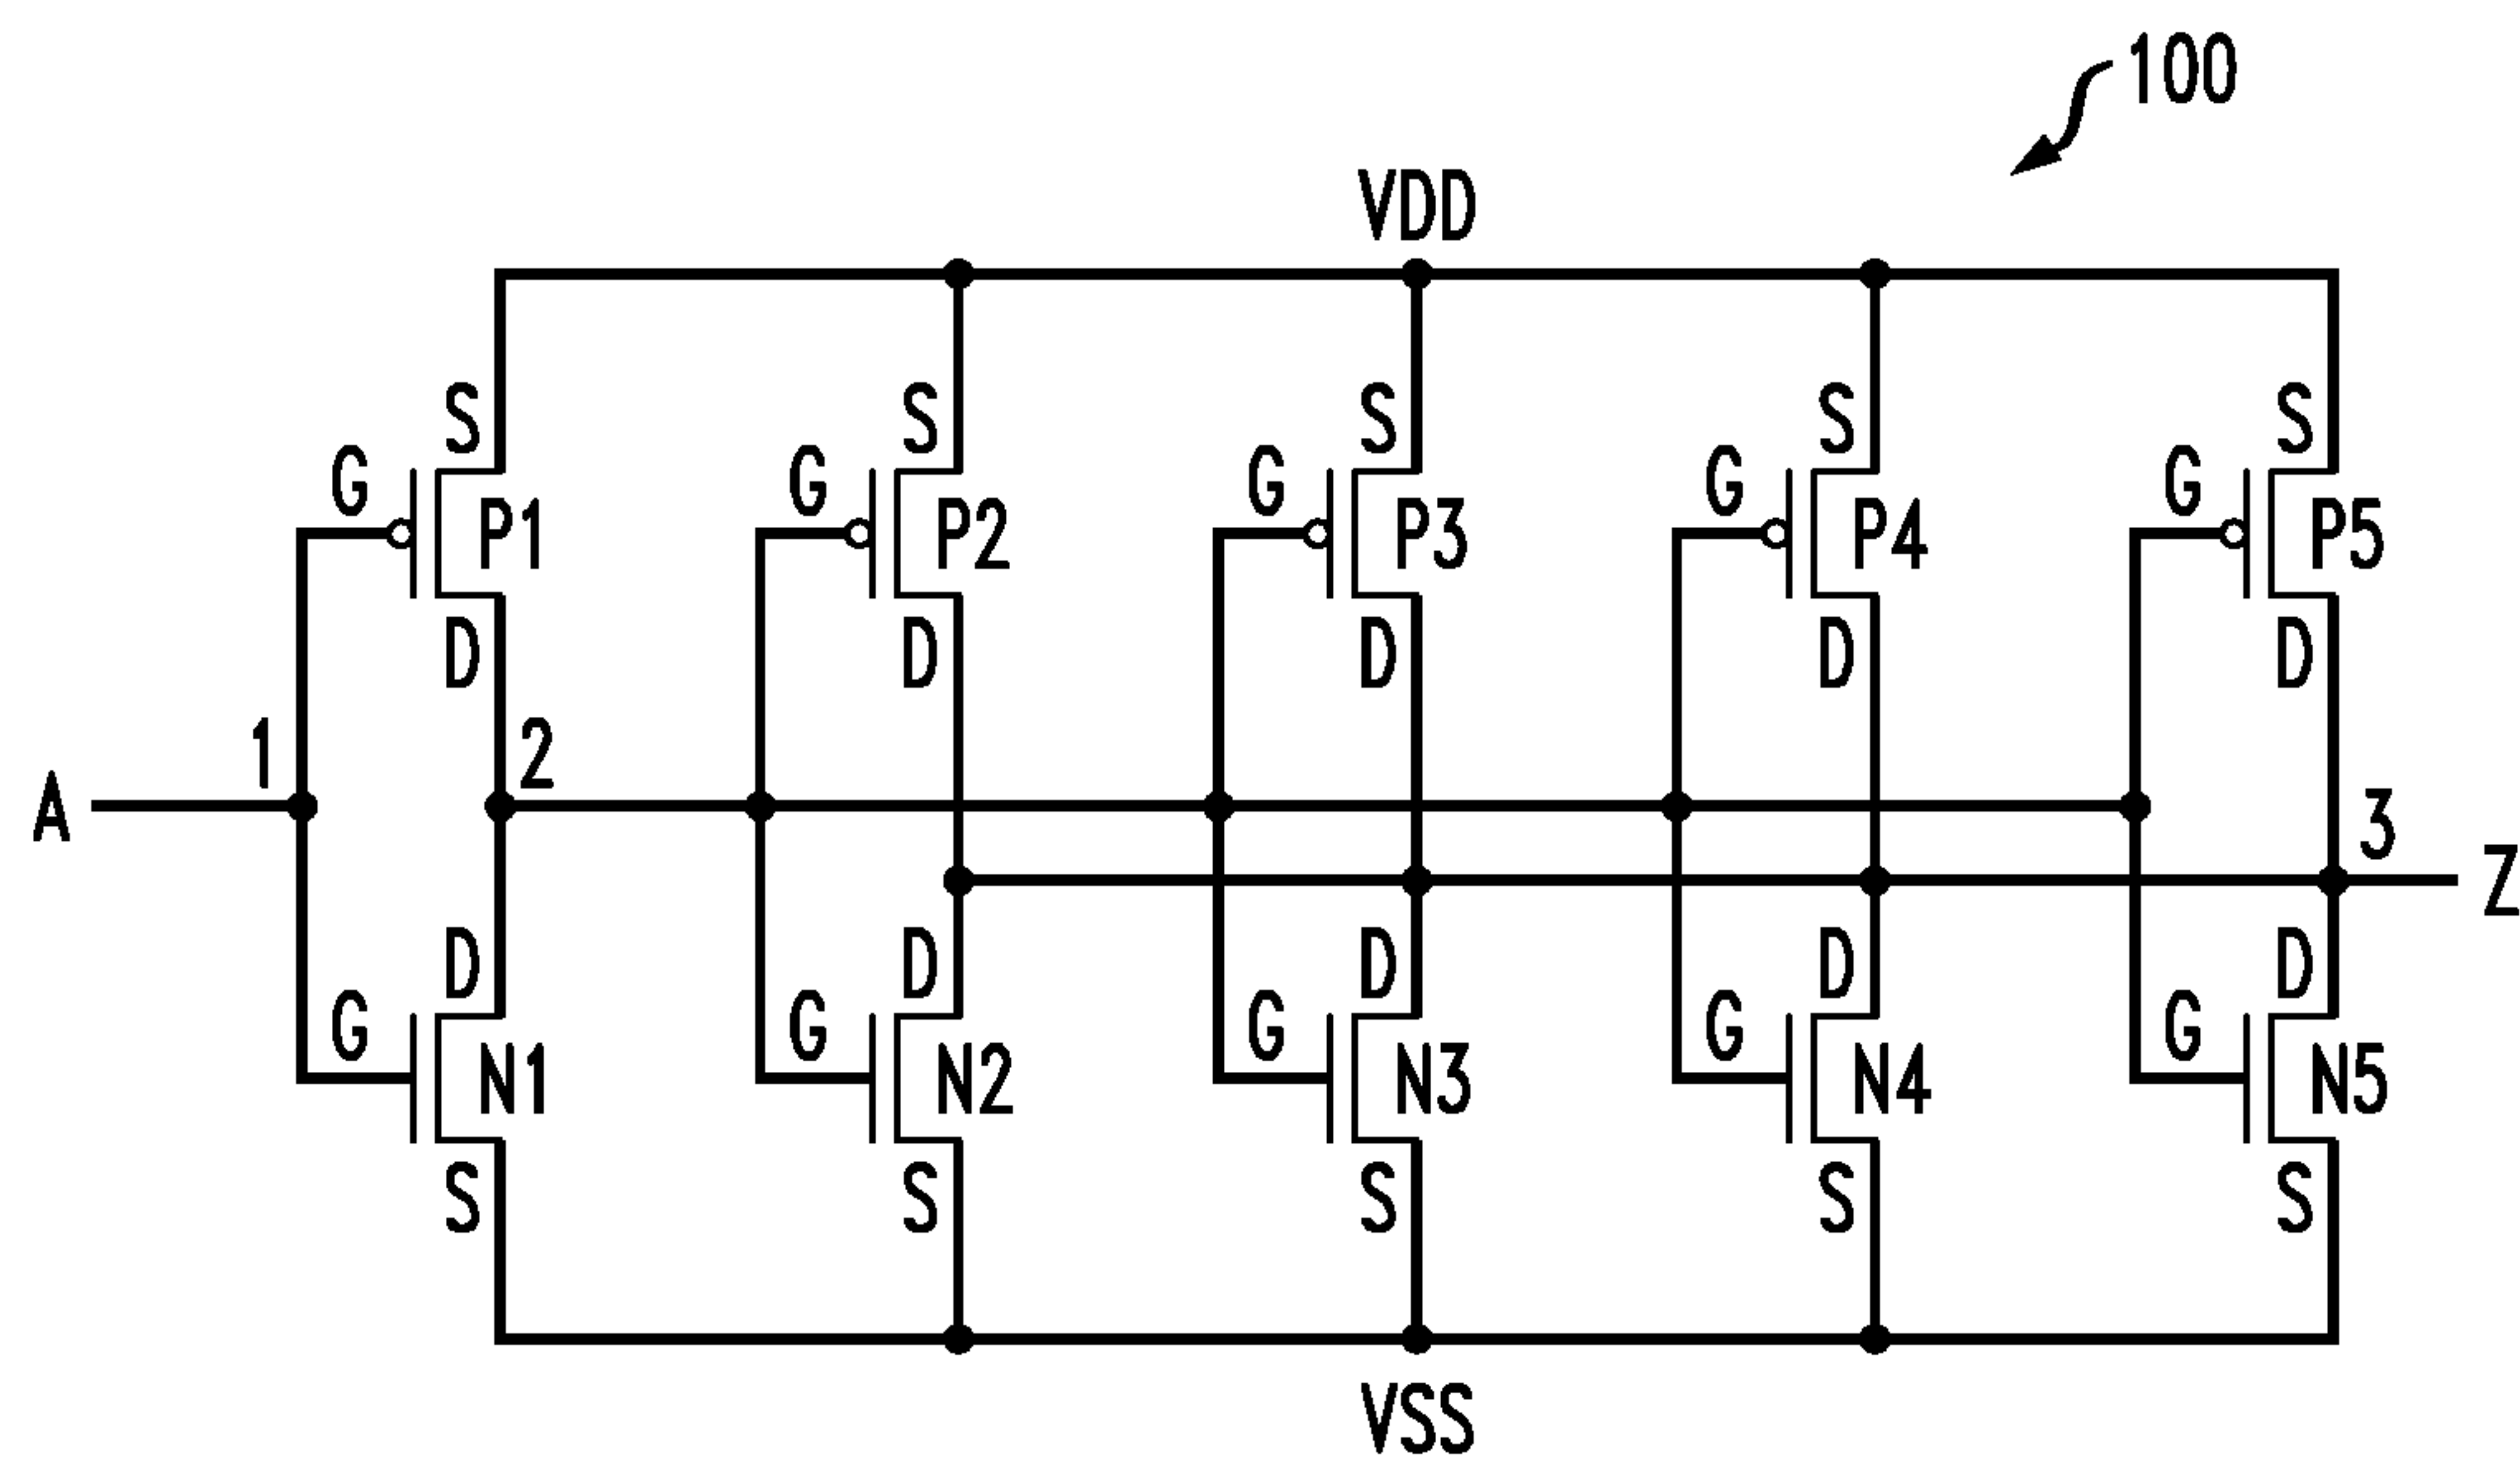 100
VDD
S S S S S
G G G G G
P1 P2 P3 P4 P5
D D D D D
1 2
A 3
Z
D D D D D
G G G G G
N1 N2 N3 N4 N5
S S S S S
VSS